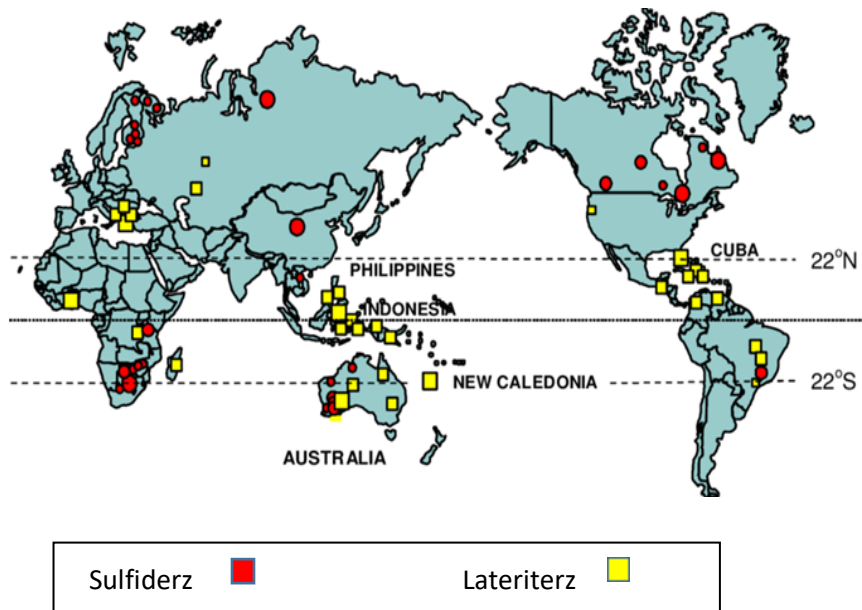 CUBA
22°N
PHILIPPINES
INDONESIA
NEW CALEDONIA
22°S
AUSTRALIA
Sulfiderz
Lateriterz